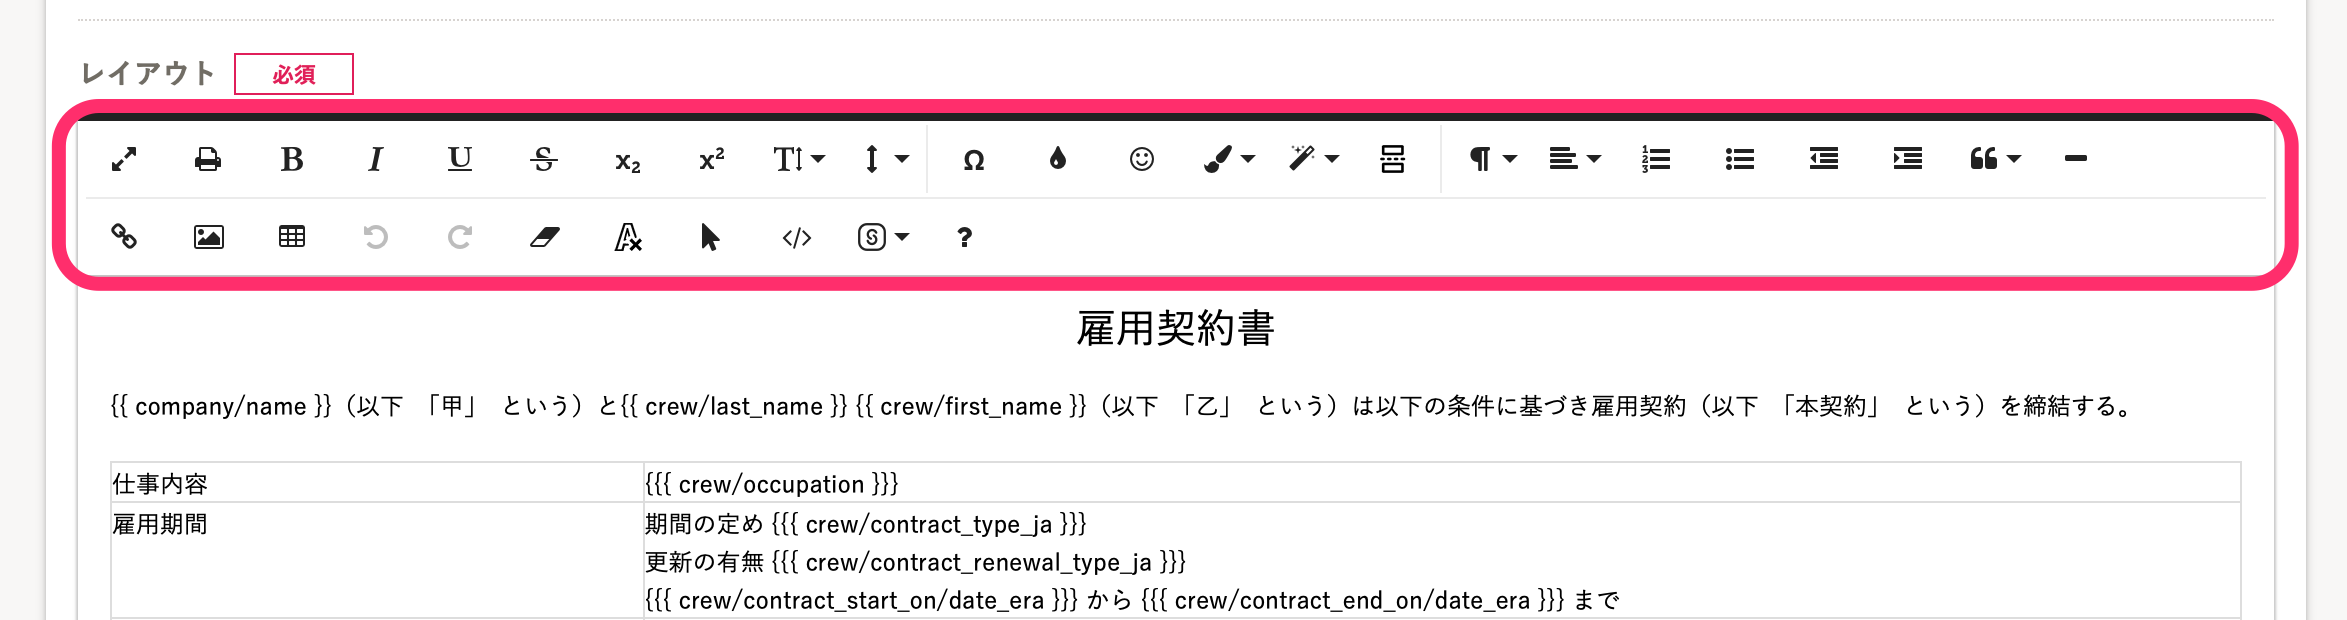 レイアウト 必須
B I U S x₂ x² T Ω ¶ 1 2 3 “
A </> S ?
雇用契約書
{{ company/name }}（以下 「甲」 という）と{{ crew/last_name }} {{ crew/first_name }}（以下 「乙」 という）は以下の条件に基づき雇用契約（以下 「本契約」 という）を締結する。
仕事内容 {{{ crew/occupation }}}
雇用期間 期間の定め {{{ crew/contract_type_ja }}}
更新の有無 {{{ crew/contract_renewal_type_ja }}}
{{{ crew/contract_start_on/date_era }}} から {{{ crew/contract_end_on/date_era }}} まで